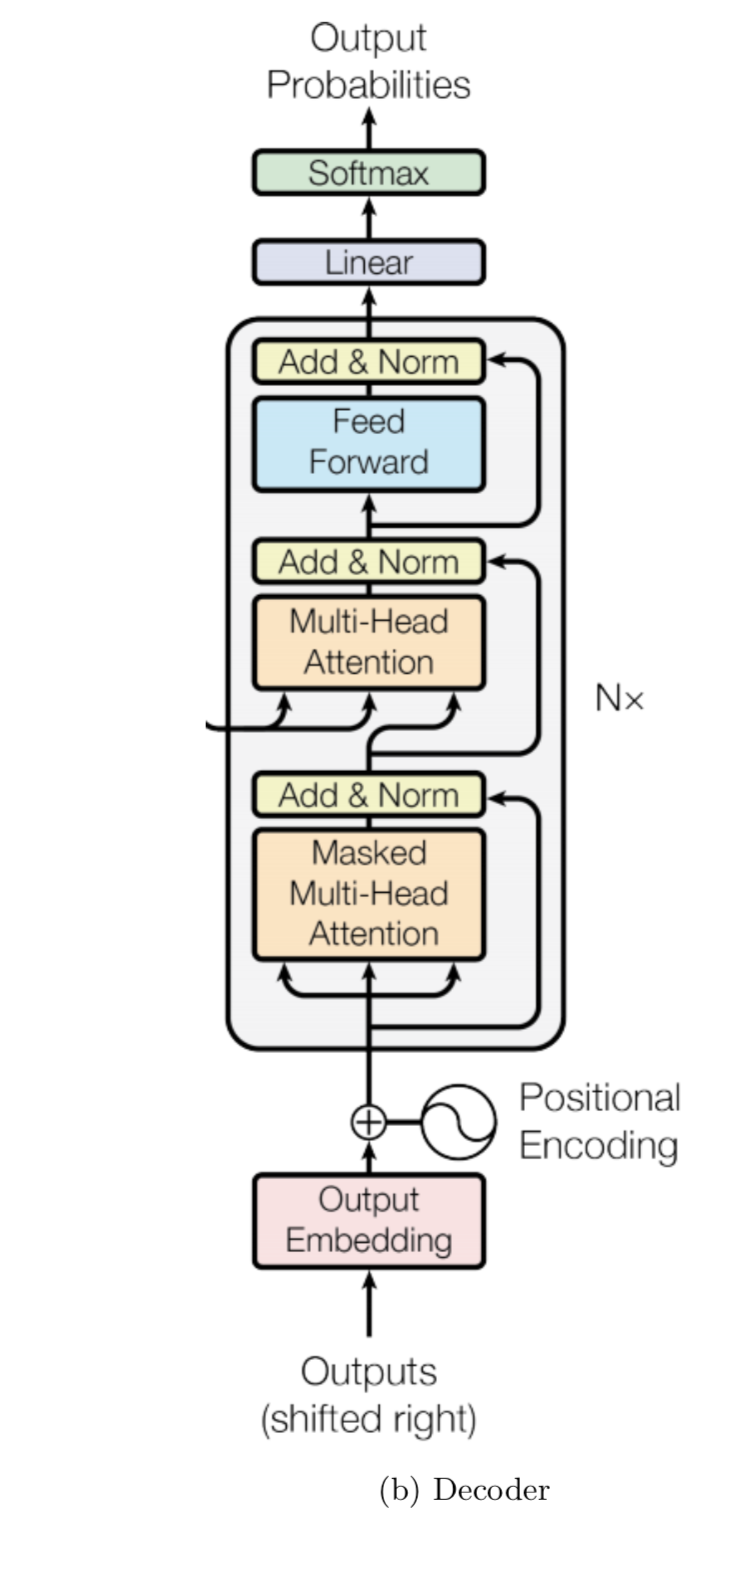 Output
Probabilities
Softmax
Linear
Add & Norm
Feed
Forward
Add & Norm
Multi-Head
Attention
N×
Add & Norm
Masked
Multi-Head
Attention
Positional
Encoding
Output
Embedding
Outputs
(shifted right)
(b) Decoder